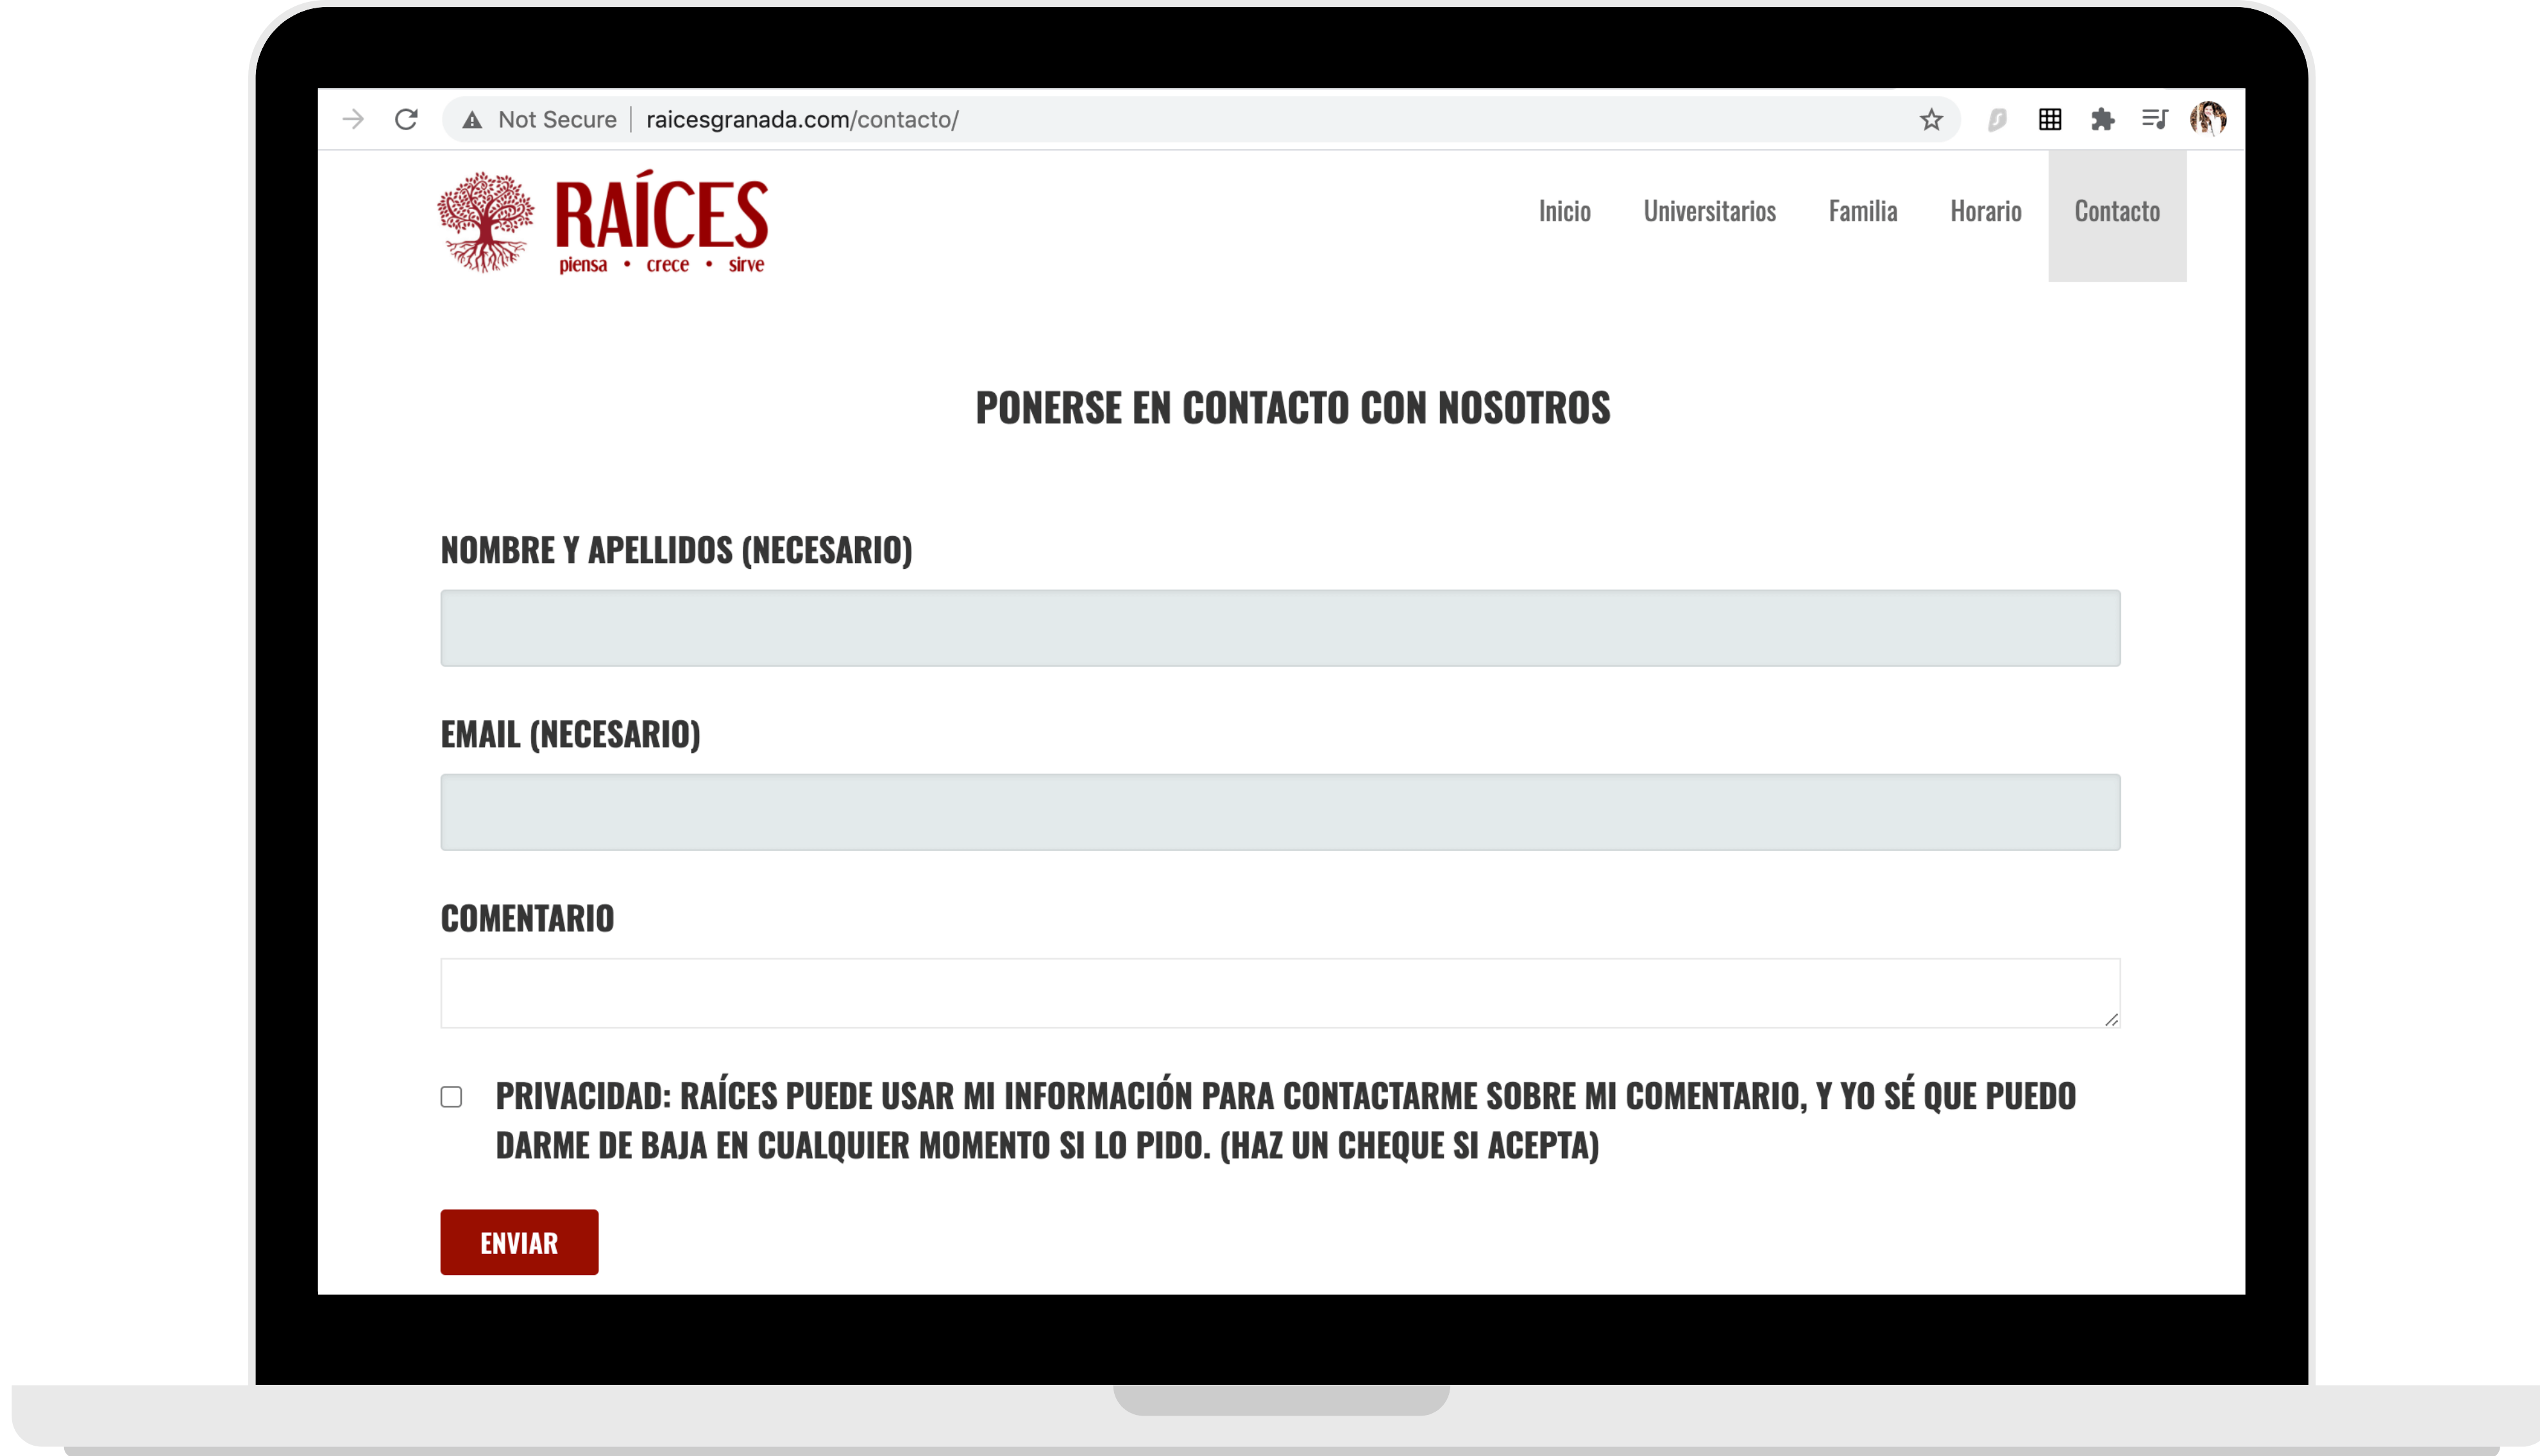 Not Secure | raicesgranada.com/contacto/
RAÍCES
piensa • crece • sirve
Inicio Universitarios Familia Horario Contacto
PONERSE EN CONTACTO CON NOSOTROS
NOMBRE Y APELLIDOS (NECESARIO)
EMAIL (NECESARIO)
COMENTARIO
PRIVACIDAD: RAÍCES PUEDE USAR MI INFORMACIÓN PARA CONTACTARME SOBRE MI COMENTARIO, Y YO SÉ QUE PUEDO
DARME DE BAJA EN CUALQUIER MOMENTO SI LO PIDO. (HAZ UN CHEQUE SI ACEPTA)
ENVIAR